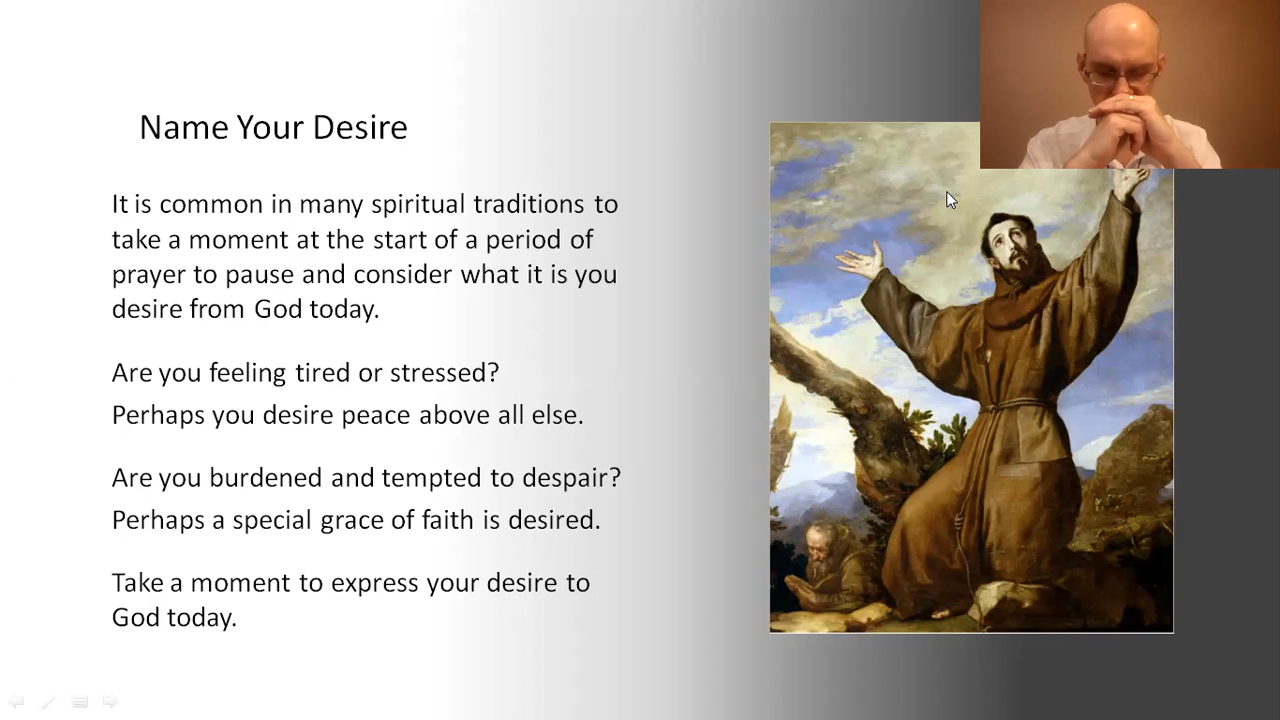 Name Your Desire
It is common in many spiritual traditions to
take a moment at the start of a period of
prayer to pause and consider what it is you
desire from God today.
Are you feeling tired or stressed?
Perhaps you desire peace above all else.
Are you burdened and tempted to despair?
Perhaps a special grace of faith is desired.
Take a moment to express your desire to
God today.